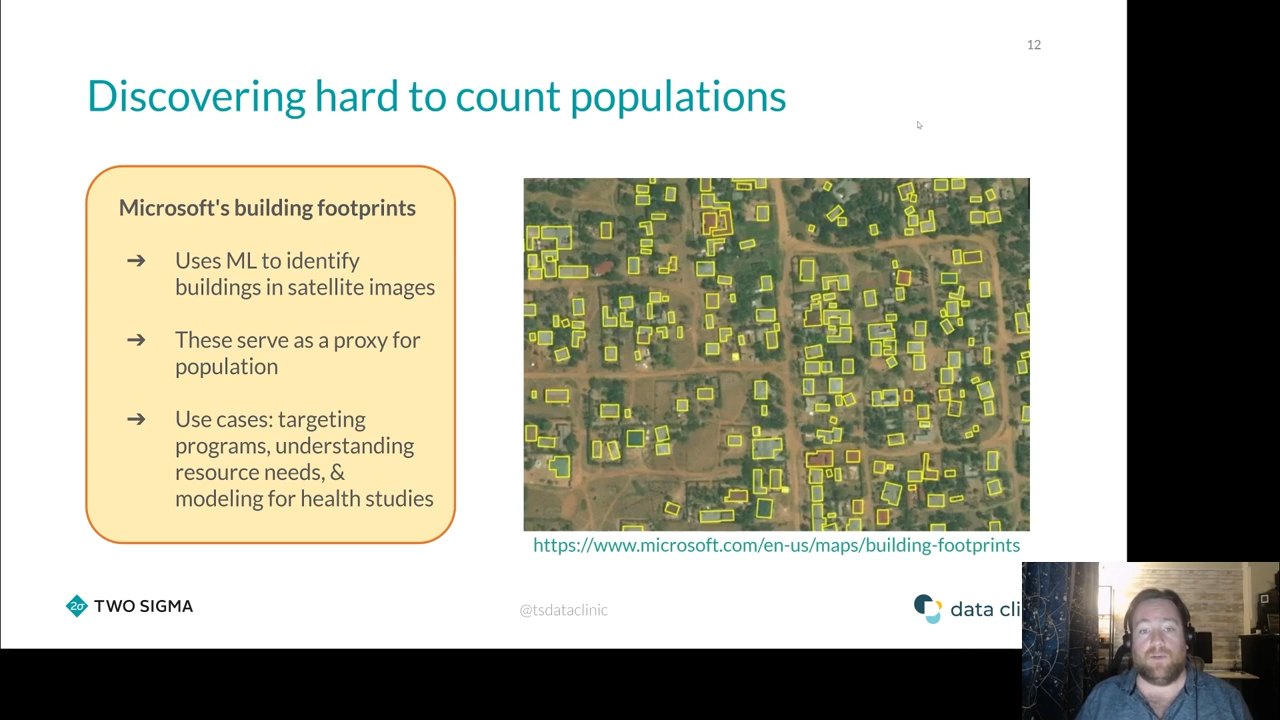 12
Discovering hard to count populations
Microsoft's building footprints
➔ Uses ML to identify
buildings in satellite images
➔ These serve as a proxy for
population
➔ Use cases: targeting
programs, understanding
resource needs, &
modeling for health studies
https://www.microsoft.com/en-us/maps/building-footprints
2σ TWO SIGMA
@tsdataclinic
data cli